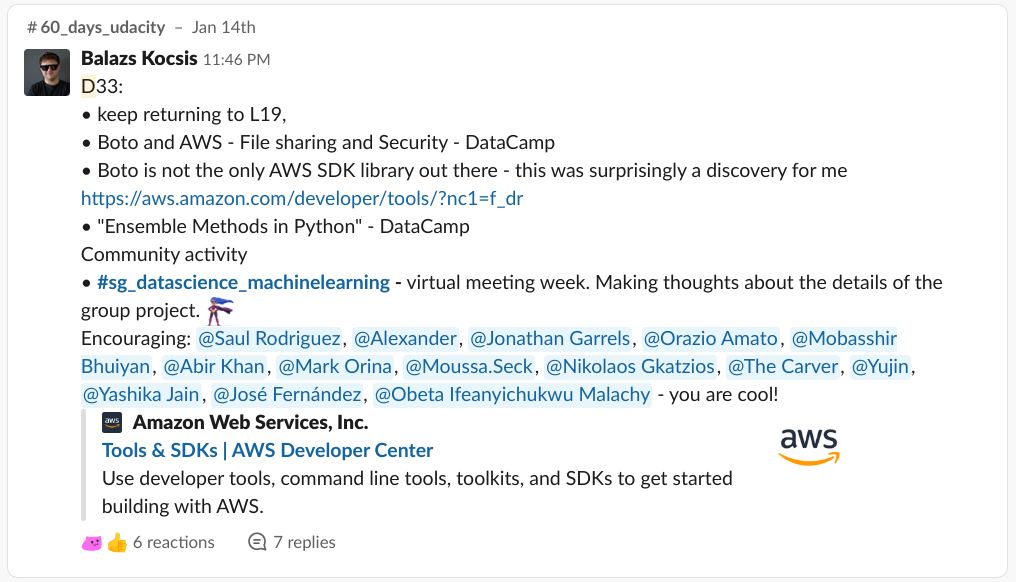 # 60_days_udacity – Jan 14th
Balazs Kocsis 11:46 PM
D33:
• keep returning to L19,
• Boto and AWS - File sharing and Security - DataCamp
• Boto is not the only AWS SDK library out there - this was surprisingly a discovery for me
https://aws.amazon.com/developer/tools/?nc1=f_dr
• "Ensemble Methods in Python" - DataCamp
Community activity
• #sg_datascience_machinelearning - virtual meeting week. Making thoughts about the details of the
group project.
Encouraging: @Saul Rodriguez, @Alexander, @Jonathan Garrels, @Orazio Amato, @Mobasshir
Bhuiyan, @Abir Khan, @Mark Orina, @Moussa.Seck, @Nikolaos Gkatzios, @The Carver, @Yujin,
@Yashika Jain, @José Fernández, @Obeta Ifeanyichukwu Malachy - you are cool!
aws Amazon Web Services, Inc.
Tools & SDKs | AWS Developer Center
aws
Use developer tools, command line tools, toolkits, and SDKs to get started
building with AWS.
6 reactions 7 replies